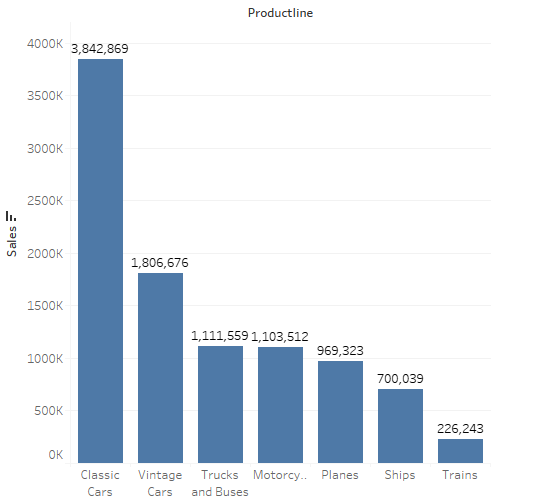 Productline
4000K
3500K
3000K
2500K
2000K
1500K
1000K
500K
0K
Sales
3,842,869
1,806,676
1,111,559
1,103,512
969,323
700,039
226,243
Classic
Cars
Vintage
Cars
Trucks
and Buses
Motorcy..
Planes
Ships
Trains